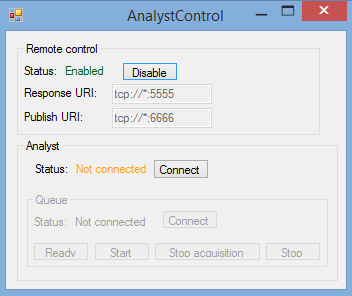 AnalystControl
Remote control
Status: Enabled Disable
Response URI: tcp://*:5555
Publish URI: tcp://*:6666
Analyst
Status: Not connected Connect
Queue
Status: Not connected Connect
Ready Start Stop acquisition Stop